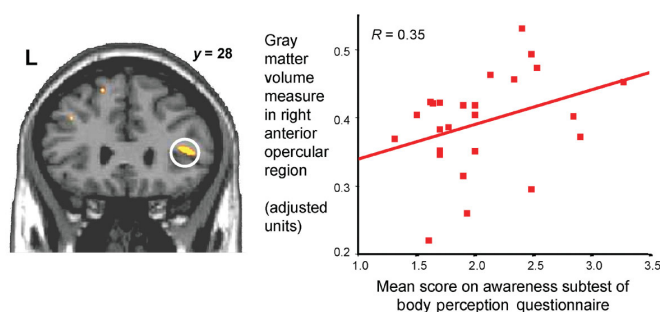 L
y = 28
Gray
matter
volume
measure
in right
anterior
opercular
region
(adjusted
units)
R = 0.35
0.5
0.4
0.3
0.2
1.0 1.5 2.0 2.5 3.0 3.5
Mean score on awareness subtest of
body perception questionnaire